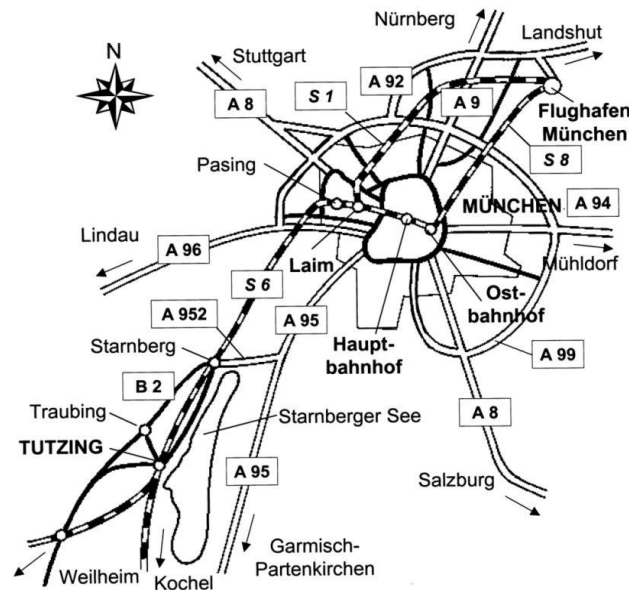 Nürnberg
Landshut
N
Stuttgart
A 92
S 1
A 8
A 9
Flughafen
München
S 8
Pasing
MÜNCHEN
A 94
Lindau
A 96
Laim
Mühldorf
S 6
Ost-
bahnhof
A 952
A 95
Haupt-
bahnhof
A 99
Starnberg
B 2
Traubing
Starnberger See
A 8
TUTZING
A 95
Salzburg
Garmisch-
Partenkirchen
Weilheim
Kochel